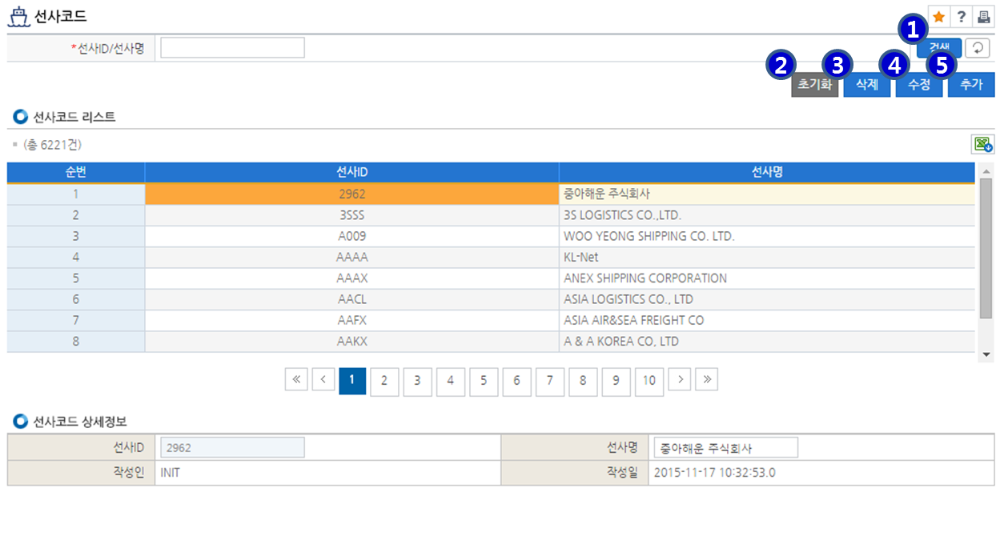 선사코드
?
1
*선사ID/선사명
검색
2 3 4 5
초기화 삭제 수정 추가
선사코드 리스트
(총 6221건)
순번 선사ID 선사명
1 2962 중아해운 주식회사
2 3SSS 3S LOGISTICS CO.,LTD.
3 A009 WOO YEONG SHIPPING CO. LTD.
4 AAAA KL-Net
5 AAAX ANEX SHIPPING CORPORATION
6 AACL ASIA LOGISTICS CO., LTD
7 AAFX ASIA AIR&SEA FREIGHT CO
8 AAKX A & A KOREA CO, LTD
« < 1 2 3 4 5 6 7 8 9 10 > »
선사코드 상세정보
선사ID 2962 선사명 중아해운 주식회사
작성인 INIT 작성일 2015-11-17 10:32:53.0